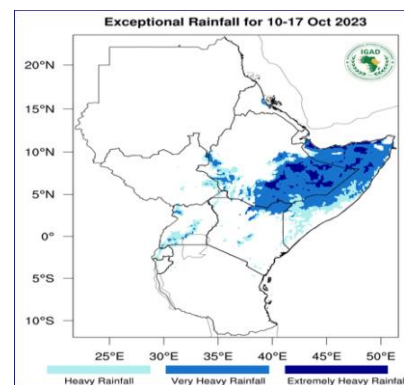 Exceptional Rainfall for 10-17 Oct 2023
IGAD
20°N
15°N
10°N
5°N
0°
5°S
10°S
25°E 30°E 35°E 40°E 45°E 50°E
Heavy Rainfall Very Heavy Rainfall Extremely Heavy Rainfall